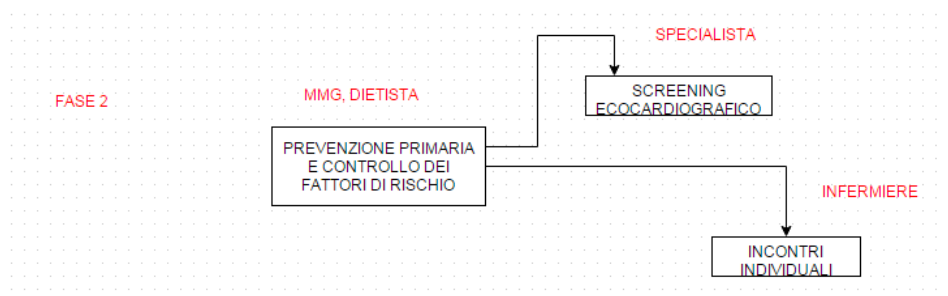 SPECIALISTA
SCREENING
ECOCARDIOGRAFICO
FASE 2
MMG, DIETISTA
PREVENZIONE PRIMARIA
E CONTROLLO DEI
FATTORI DI RISCHIO
INFERMIERE
INCONTRI
INDIVIDUALI